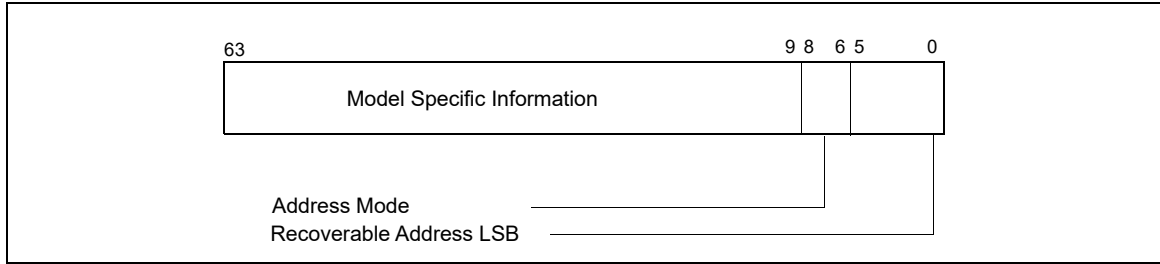 63 9 8 6 5 0
Model Specific Information
Address Mode
Recoverable Address LSB